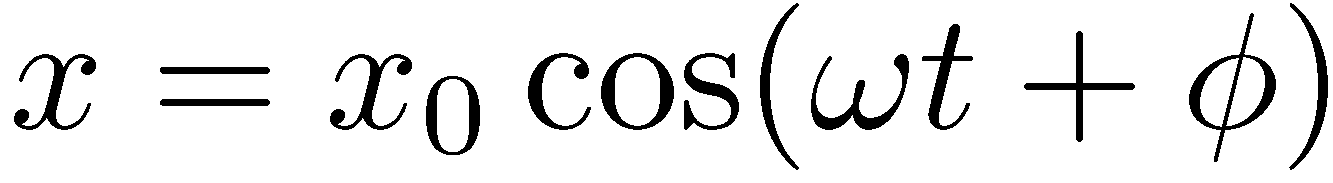 x = x₀ cos(ωt + ϕ)